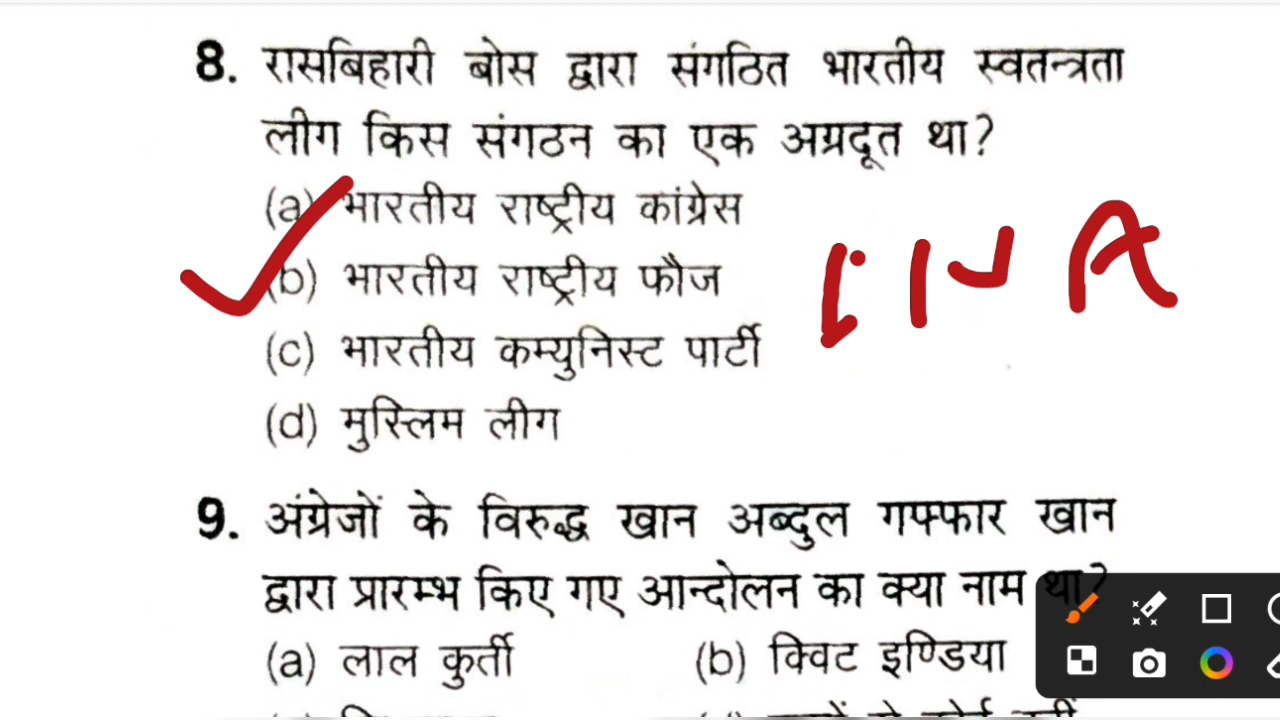 8. रासबिहारी बोस द्वारा संगठित भारतीय स्वतन्त्रता
लीग किस संगठन का एक अग्रदूत था?
(a) भारतीय राष्ट्रीय कांग्रेस
(b) भारतीय राष्ट्रीय फौज
INA
(c) भारतीय कम्युनिस्ट पार्टी
(d) मुस्लिम लीग
9. अंग्रेजों के विरुद्ध खान अब्दुल गफ्फार खान
द्वारा प्रारम्भ किए गए आन्दोलन का क्या नाम था?
(a) लाल कुर्ती (b) क्विट इण्डिया